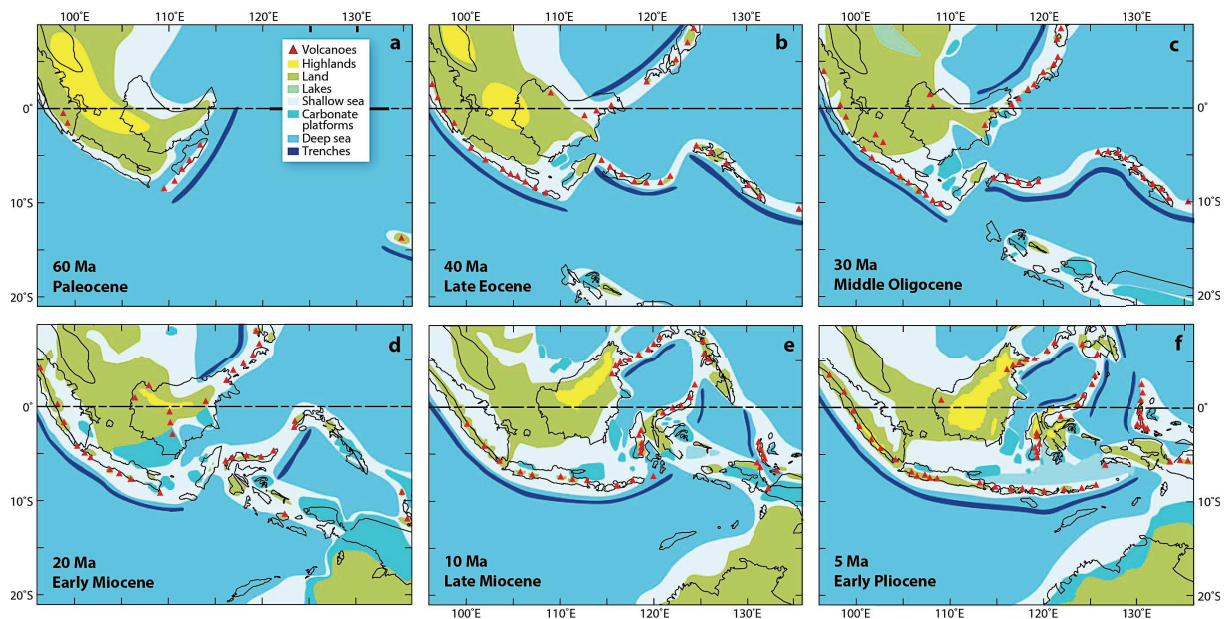 100°E 110°E 120°E 130°E
100°E 110°E 120°E 130°E
100°E 110°E 120°E 130°E
a
Volcanoes
Highlands
Land
Lakes
Shallow sea
Carbonate
platforms
Deep sea
Trenches
0°
10°S
20°S
60 Ma
Paleocene
b
40 Ma
Late Eocene
c
30 Ma
Middle Oligocene
0°
10°S
20°S
d
0°
10°S
20°S
20 Ma
Early Miocene
e
10 Ma
Late Miocene
f
5 Ma
Early Pliocene
0°
10°S
20°S
100°E 110°E 120°E 130°E
100°E 110°E 120°E 130°E